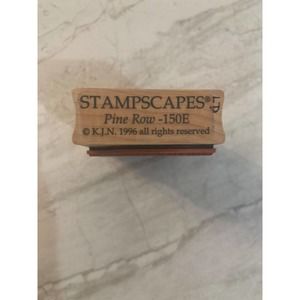 STAMPSCAPES®
Pine Row -150E
© K.J.N. 1996 all rights reserved